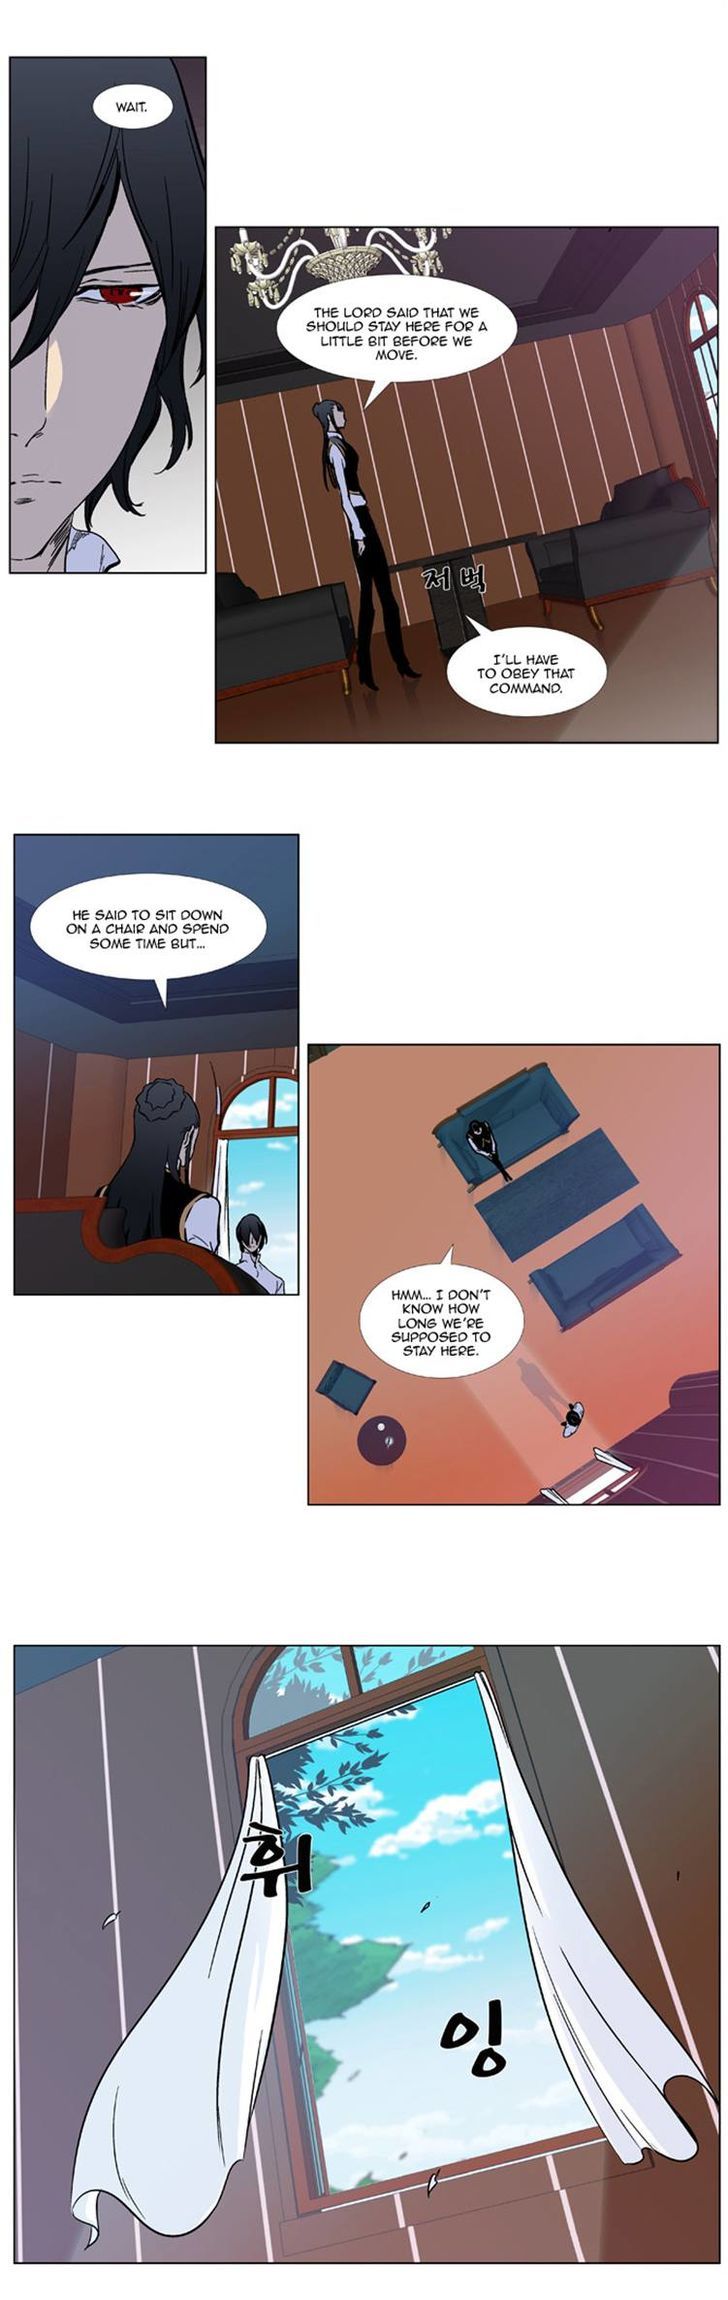 WAIT.
THE LORD SAID THAT WE
SHOULD STAY HERE FOR A
LITTLE BIT BEFORE WE
MOVE.
저벅
I'LL HAVE
TO OBEY THAT
COMMAND.
HE SAID TO SIT DOWN
ON A CHAIR AND SPEND
SOME TIME BUT...
HMM... I DON'T
KNOW HOW
LONG WE'RE
SUPPOSED TO
STAY HERE.
휘
잉